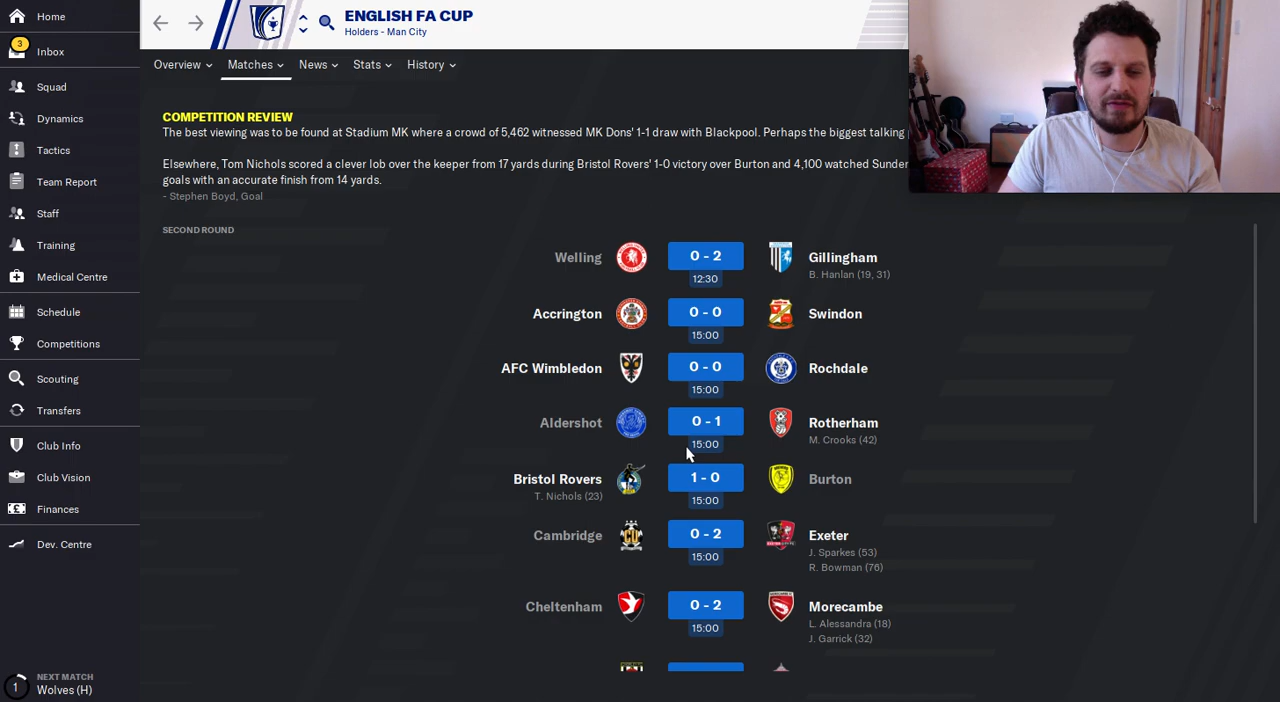 Home
ENGLISH FA CUP
Holders - Man City
3
Inbox
Overview
Matches
News
Stats
History
Squad
Dynamics
Tactics
Team Report
Staff
Training
Medical Centre
Schedule
Competitions
Scouting
Transfers
Club Info
Club Vision
Finances
Dev. Centre
1
NEXT MATCH
Wolves (H)
COMPETITION REVIEW
The best viewing was to be found at Stadium MK where a crowd of 5,462 witnessed MK Dons' 1-1 draw with Blackpool. Perhaps the biggest talking
Elsewhere, Tom Nichols scored a clever lob over the keeper from 17 yards during Bristol Rovers' 1-0 victory over Burton and 4,100 watched
goals with an accurate finish from 14 yards.
- Stephen Boyd, Goal
SECOND ROUND
Welling 0 - 2 Gillingham
12:30 B. Hanlan (19, 31)
Accrington 0 - 0 Swindon
15:00
AFC Wimbledon 0 - 0 Rochdale
15:00
Aldershot 0 - 1 Rotherham
15:00 M. Crooks (42)
Bristol Rovers 1 - 0 Burton
T. Nichols (23) 15:00
Cambridge 0 - 2 Exeter
15:00 J. Sparkes (53)
R. Bowman (76)
Cheltenham 0 - 2 Morecambe
15:00 L. Alessandra (18)
J. Garrick (32)